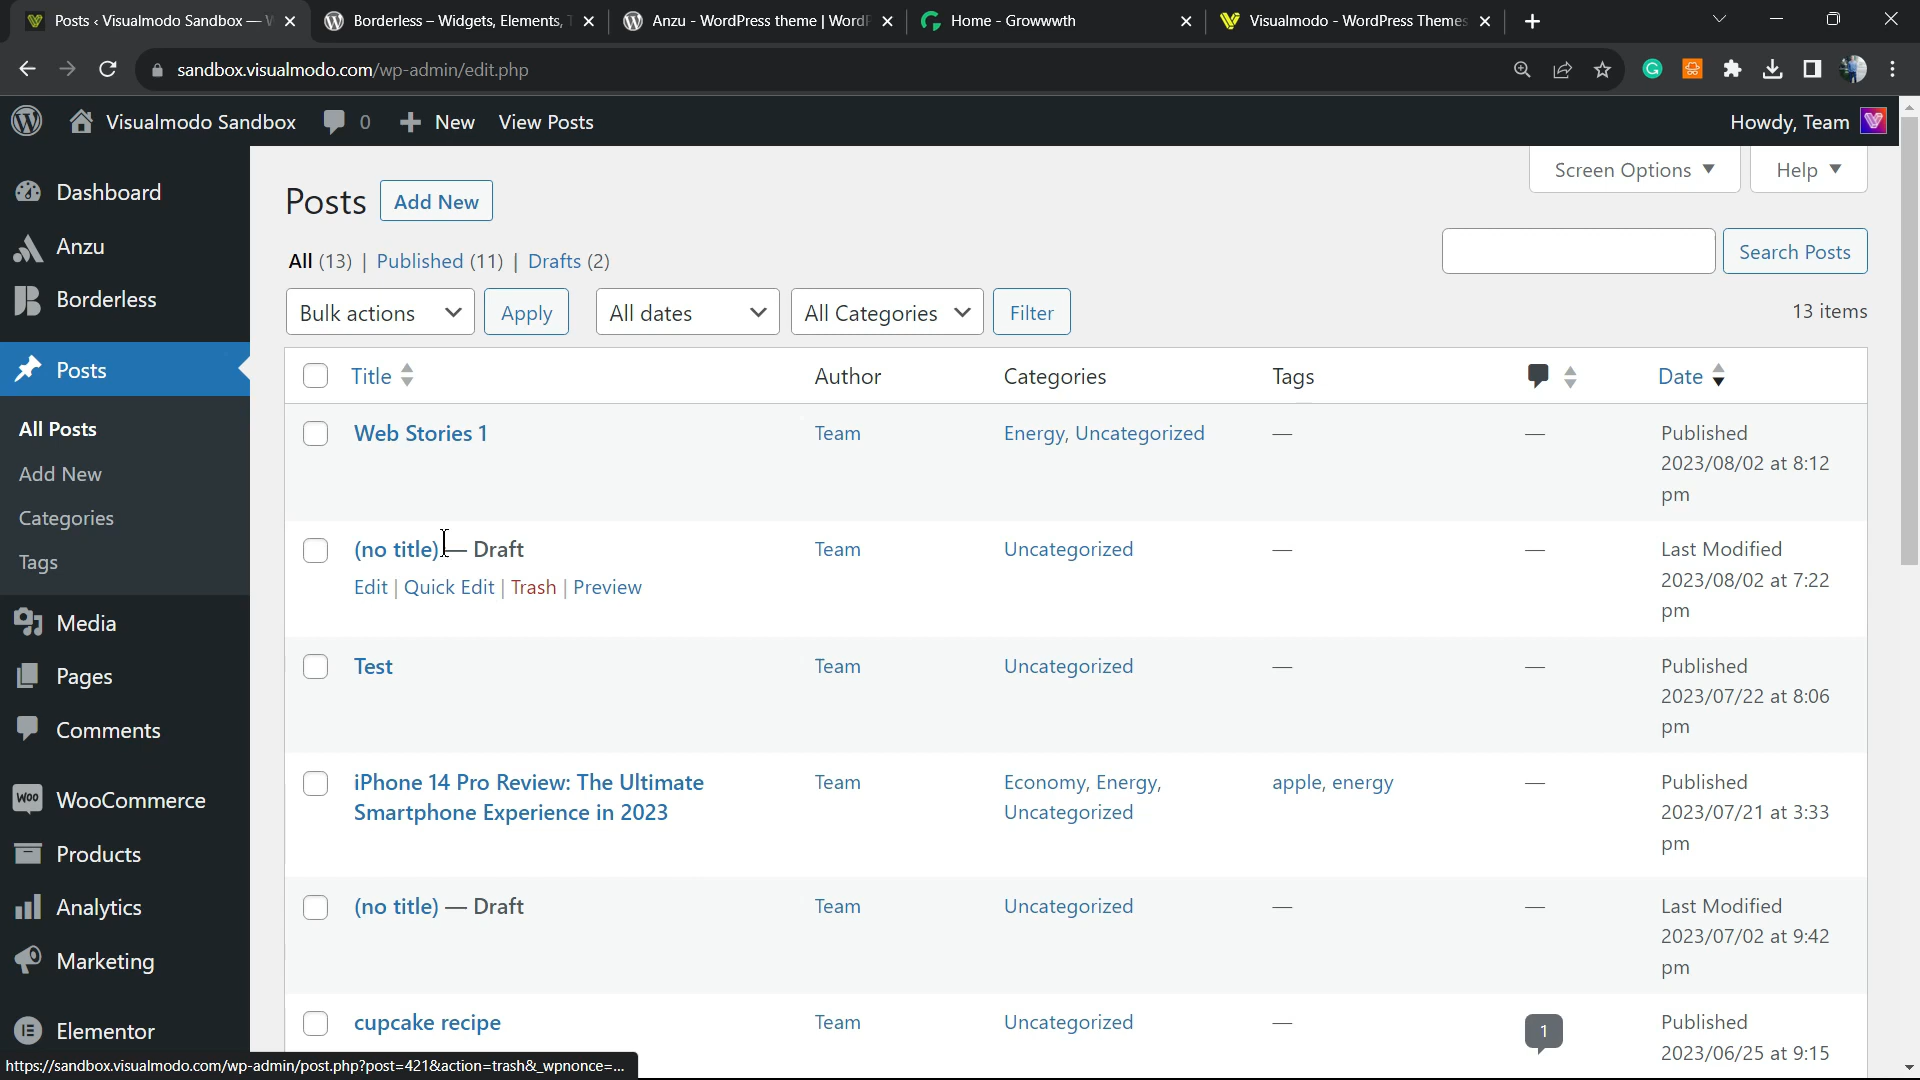 Posts ‹ Visualmodo Sandbox — W
Borderless – Widgets, Elements, T
Anzu - WordPress theme | WordP
Home - Growwwth
Visualmodo - WordPress Themes
sandbox.visualmodo.com/wp-admin/edit.php
Visualmodo Sandbox
0
New
View Posts
Howdy, Team
Dashboard
Anzu
Borderless
Posts
All Posts
Add New
Categories
Tags
Media
Pages
Comments
WooCommerce
Products
Analytics
Marketing
Elementor
Screen Options
Help
Posts
Add New
All (13) | Published (11) | Drafts (2)
Search Posts
Bulk actions
Apply
All dates
All Categories
Filter
13 items
Title
Author
Categories
Tags
Date
Web Stories 1
Team
Energy, Uncategorized
—
—
Published
2023/08/02 at 8:12
pm
(no title) — Draft
Edit | Quick Edit | Trash | Preview
Team
Uncategorized
—
—
Last Modified
2023/08/02 at 7:22
pm
Test
Team
Uncategorized
—
—
Published
2023/07/22 at 8:06
pm
iPhone 14 Pro Review: The Ultimate
Smartphone Experience in 2023
Team
Economy, Energy,
Uncategorized
apple, energy
—
Published
2023/07/21 at 3:33
pm
(no title) — Draft
Team
Uncategorized
—
—
Last Modified
2023/07/02 at 9:42
pm
cupcake recipe
Team
Uncategorized
—
1
Published
2023/06/25 at 9:15
https://sandbox.visualmodo.com/wp-admin/post.php?post=421&action=trash&_wpnonce=...